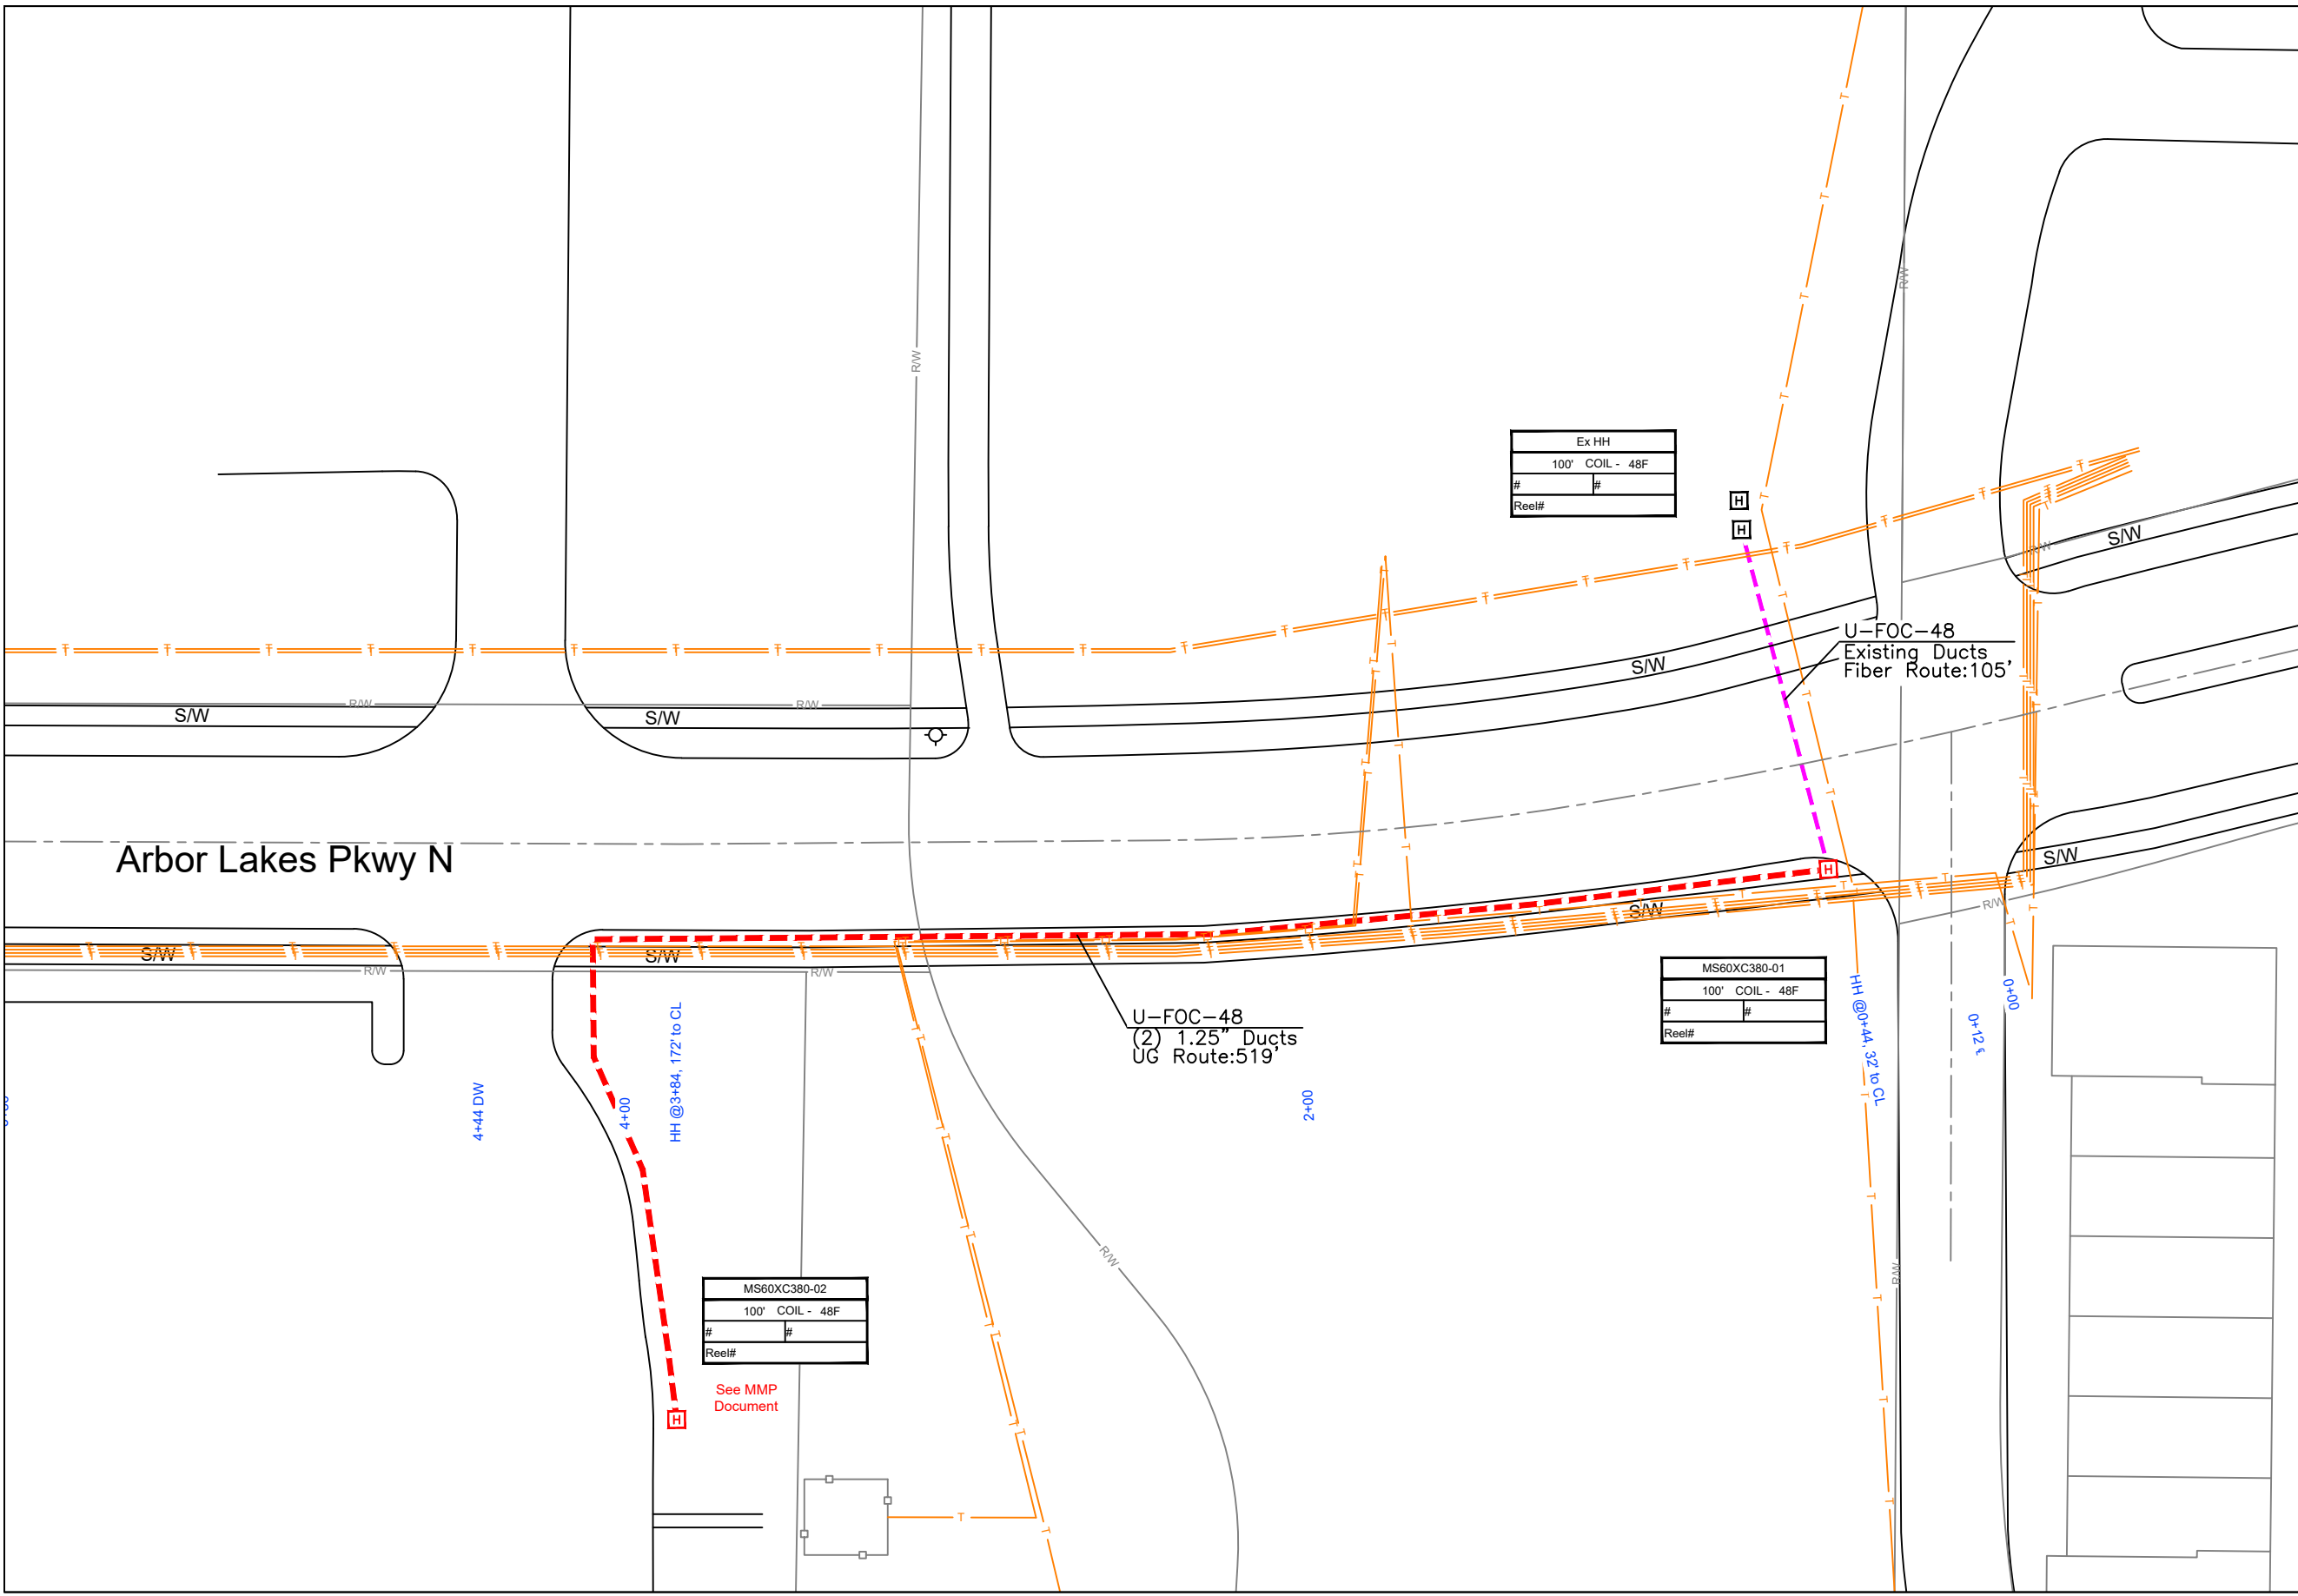 R/W
R/W
Ex HH
100' COIL - 48F
# #
Reel#
H
H
S/W
R/W
U-FOC-48
Existing Ducts
Fiber Route:105'
S/W
R/W
R/W
S/W
S/W
Arbor Lakes Pkwy N
H
S/W
S/W
S/W
S/W
R/W
R/W
R/W
MS60XC380-01
100' COIL - 48F
# #
Reel#
HH @0+44, 32' to CL
0+00
0+12 ℄
U-FOC-48
(2) 1.25" Ducts
UG Route:519'
HH @3+84, 172' to CL
4+44 DW
4+00
2+00
R/W
R/W
MS60XC380-02
100' COIL - 48F
# #
Reel#
See MMP
Document
H